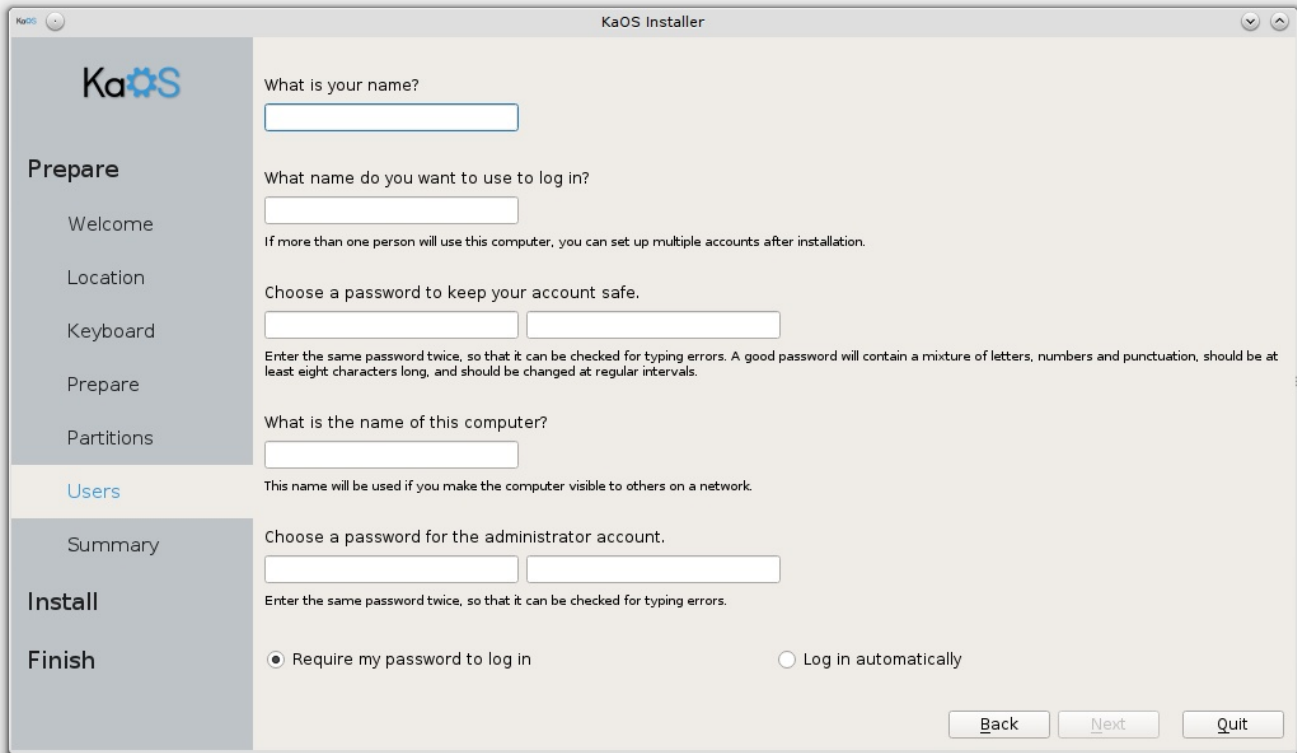 KaOS
KaOS Installer
KaOS
Prepare
Welcome
Location
Keyboard
Prepare
Partitions
Users
Summary
Install
Finish
What is your name?
What name do you want to use to log in?
If more than one person will use this computer, you can set up multiple accounts after installation.
Choose a password to keep your account safe.
Enter the same password twice, so that it can be checked for typing errors. A good password will contain a mixture of letters, numbers and punctuation, should be at
least eight characters long, and should be changed at regular intervals.
What is the name of this computer?
This name will be used if you make the computer visible to others on a network.
Choose a password for the administrator account.
Enter the same password twice, so that it can be checked for typing errors.
Require my password to log in
Log in automatically
Back
Next
Quit